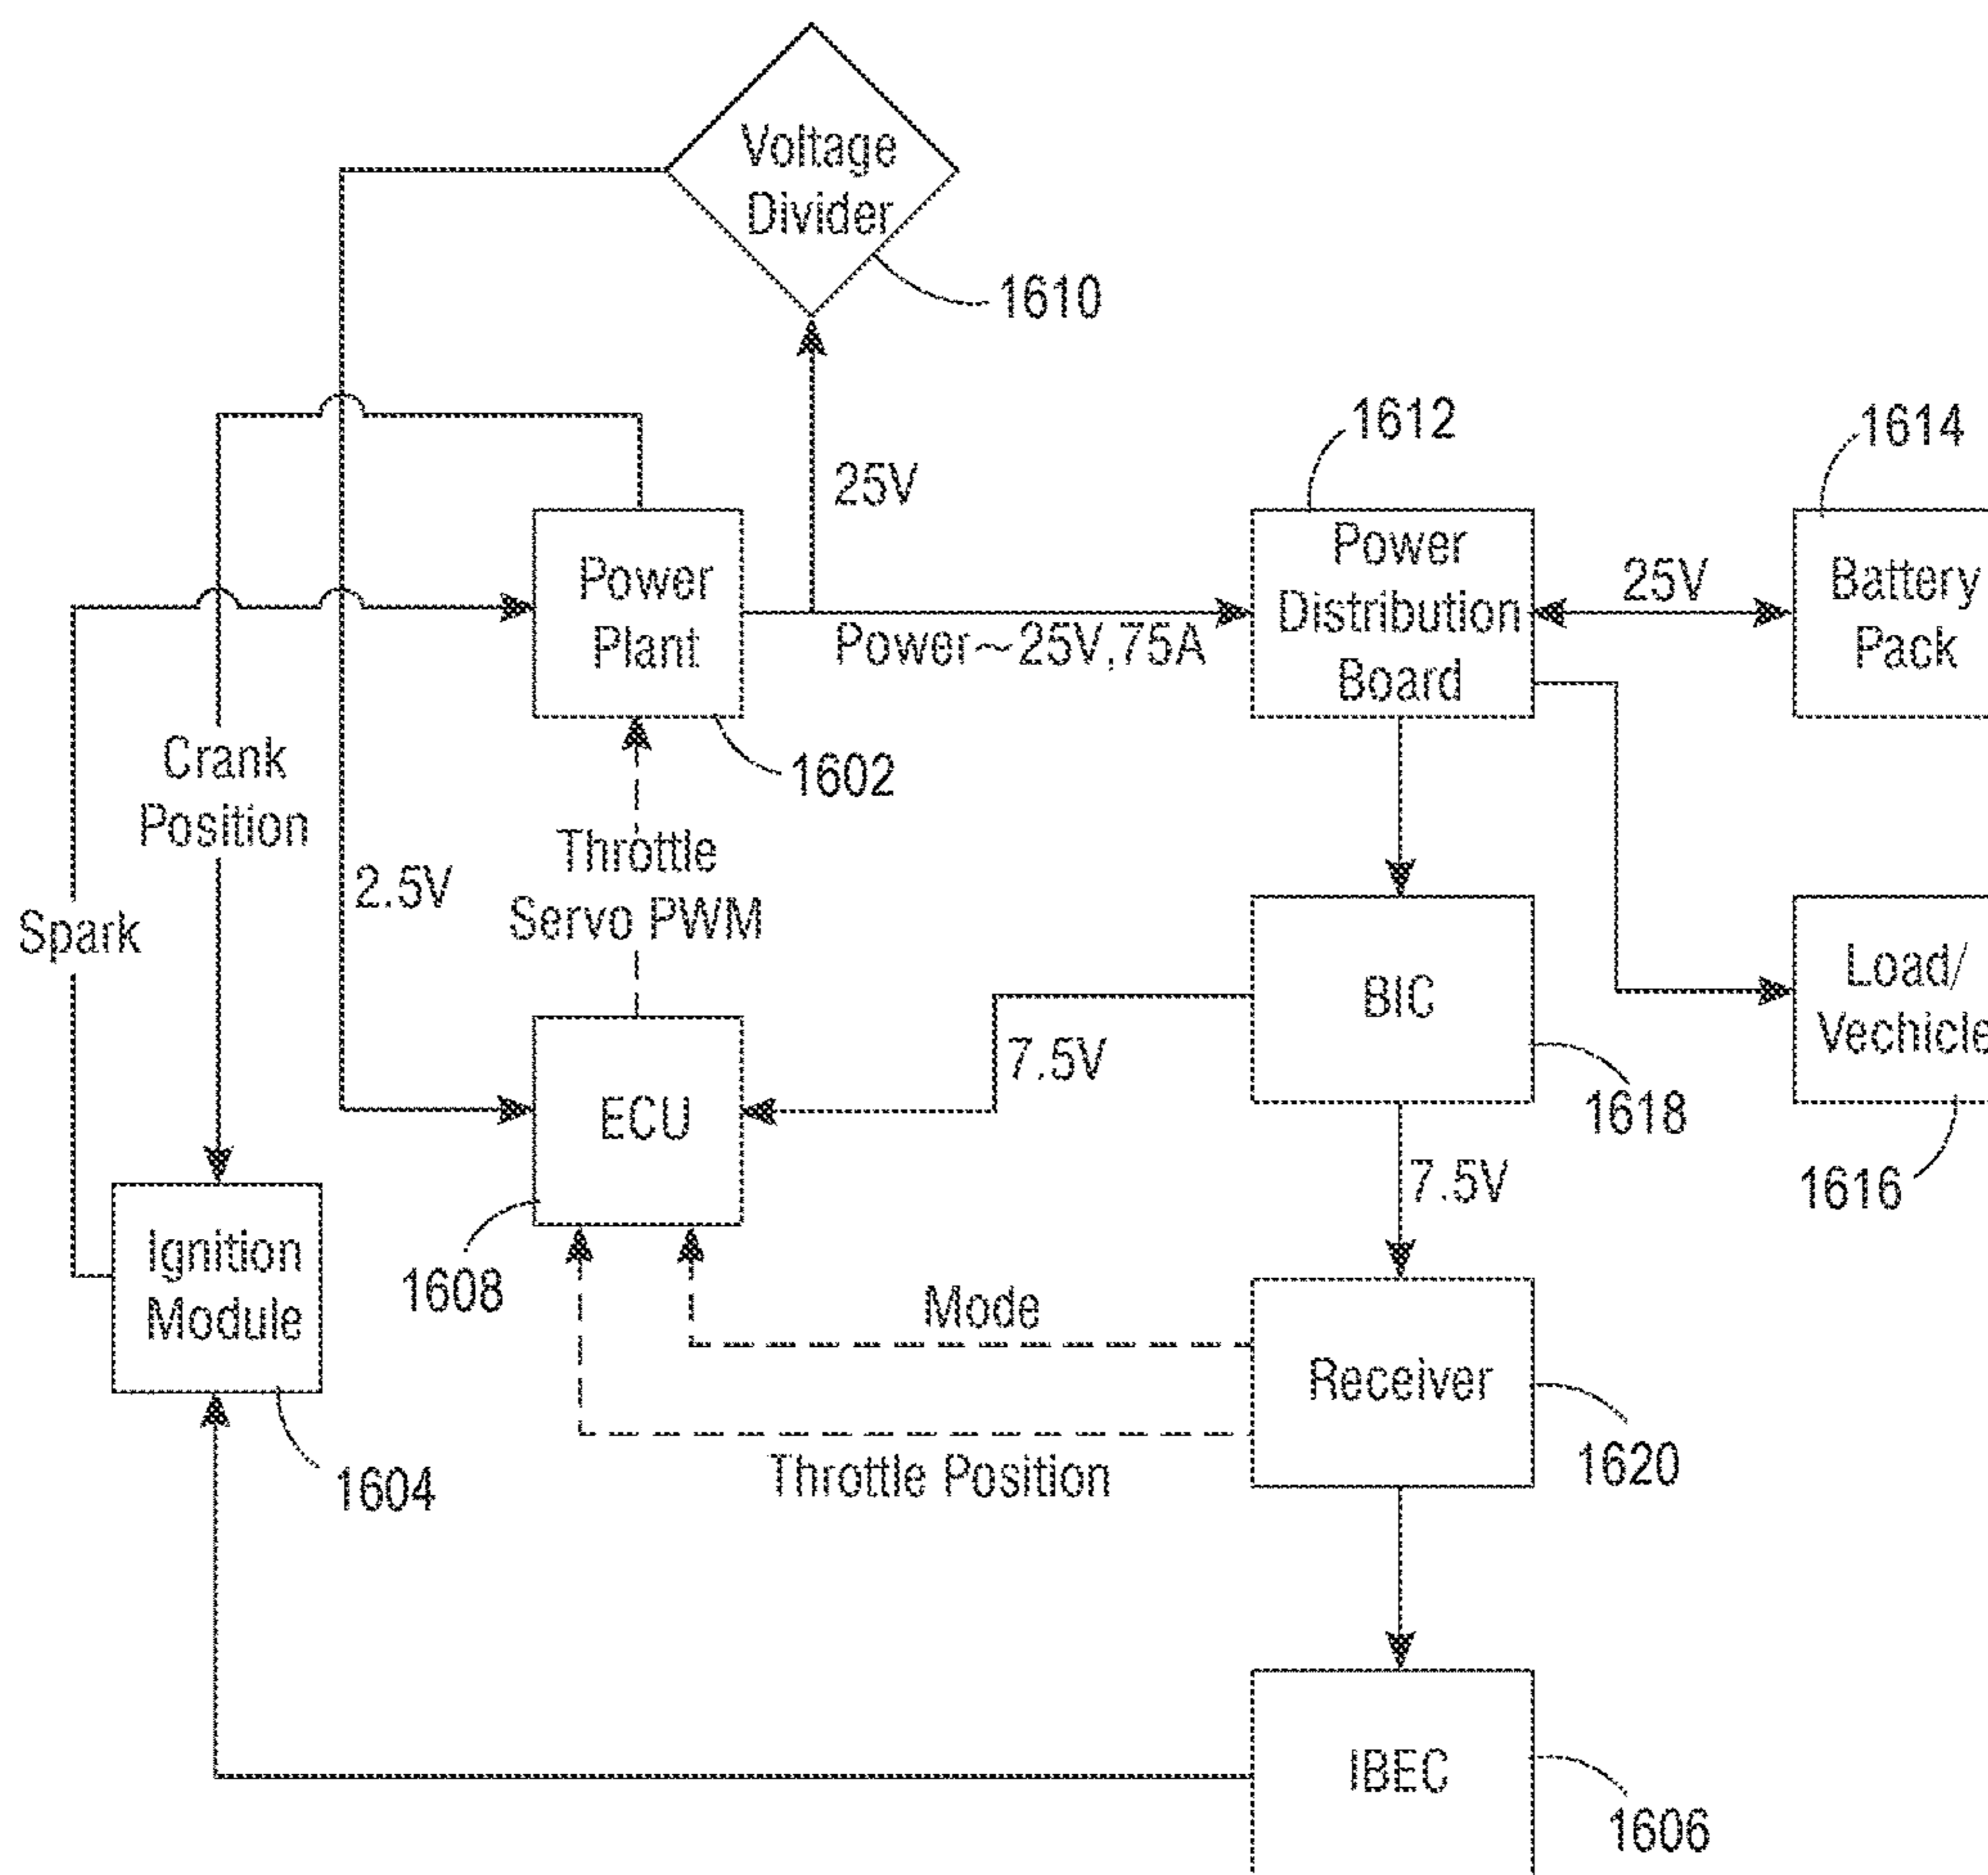 Voltage
Divider
1610
25V
1612
1614
Power
Plant
1602
Power~25V,75A
Power
Distribution
Board
25V
Battery
Pack
Crank
Position
Spark
2.5V
Throttle
Servo PWM
ECU
1608
7.5V
BIC
1618
Load/
Vechicle
1616
7.5V
Ignition
Module
1604
Mode
Throttle Position
Receiver
1620
IBEC
1606